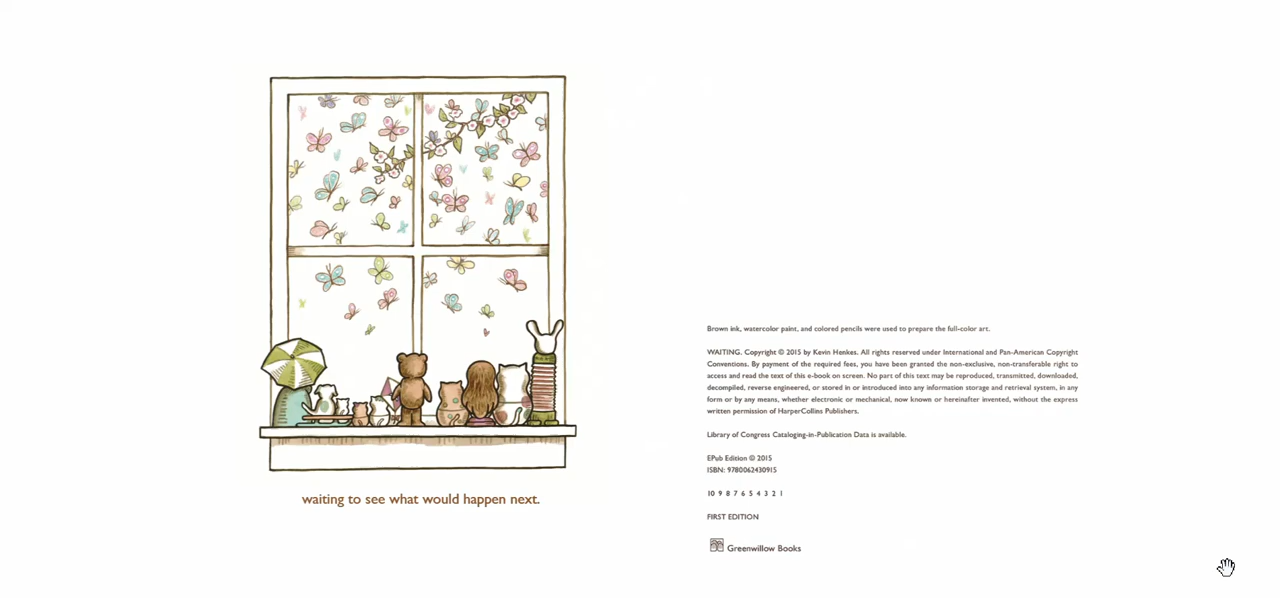 waiting to see what would happen next.
Brown ink, watercolor paint, and colored pencils were used to prepare the full-color art.
WAITING. Copyright © 2015 by Kevin Henkes. All rights reserved under International and Pan-American Copyright
Conventions. By payment of the required fees, you have been granted the non-exclusive, non-transferable right to
access and read the text of this e-book on screen. No part of this text may be reproduced, transmitted, downloaded,
decompiled, reverse engineered, or stored in or introduced into any information storage and retrieval system, in any
form or by any means, whether electronic or mechanical, now known or hereinafter invented, without the express
written permission of HarperCollins Publishers.
Library of Congress Cataloging-in-Publication Data is available.
EPub Edition © 2015
ISBN: 9780062430915
10 9 8 7 6 5 4 3 2 1
FIRST EDITION
Greenwillow Books